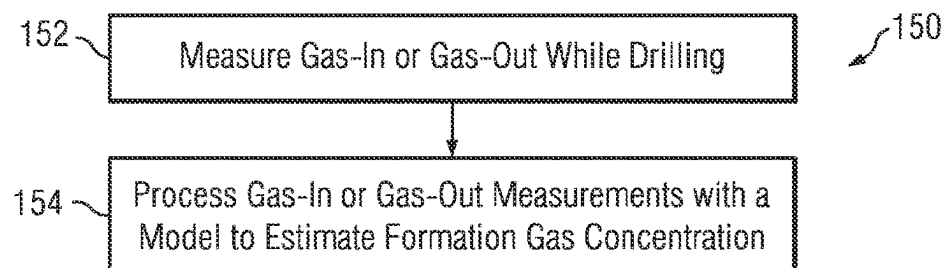 152
Measure Gas-In or Gas-Out While Drilling
150
154
Process Gas-In or Gas-Out Measurements with a
Model to Estimate Formation Gas Concentration